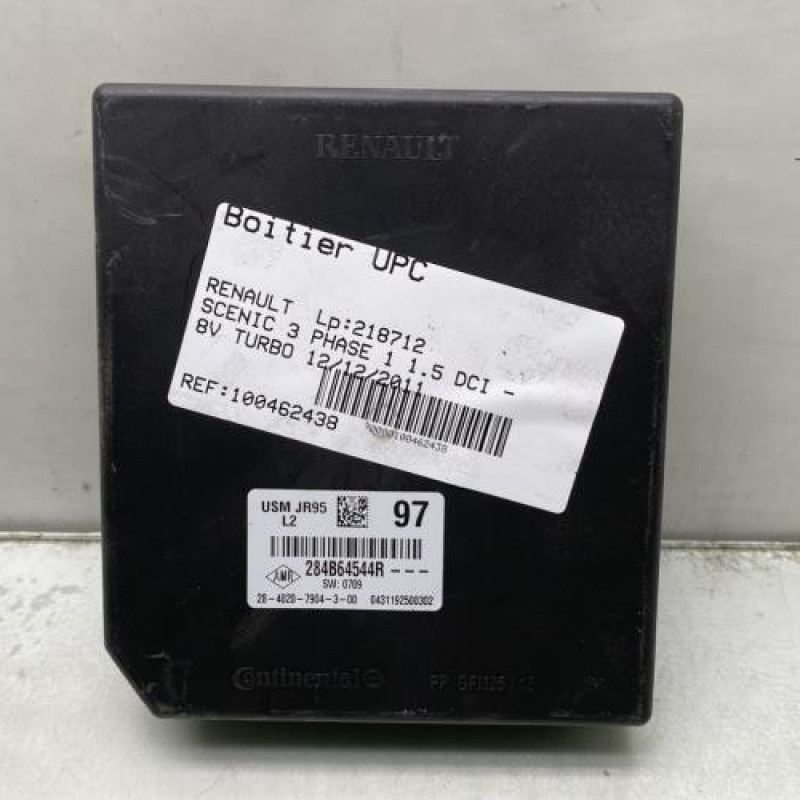 RENAULT
Boitier UPC
RENAULT Lp:218712
SCENIC 3 PHASE 1 1.5 DCI -
8V TURBO 12/12/2011
REF:100462438
USM JR95
L2
97
284B64544R - - -
SW: 0709
28-4020-7904-3-00 0431192500302
Continental